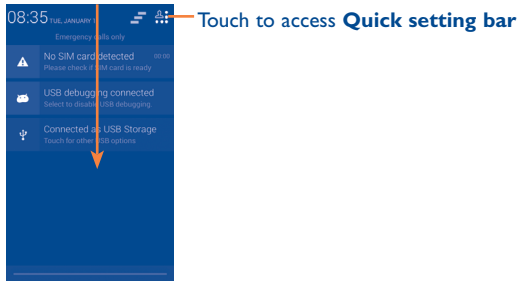 08:35 TUE, JANUARY 1
Touch to access Quick setting bar
Emergency calls only
No SIM card detected 00:00
Please check if SIM card is ready
USB debugging connected
Select to disable USB debugging.
Connected as USB Storage
Touch for other USB options